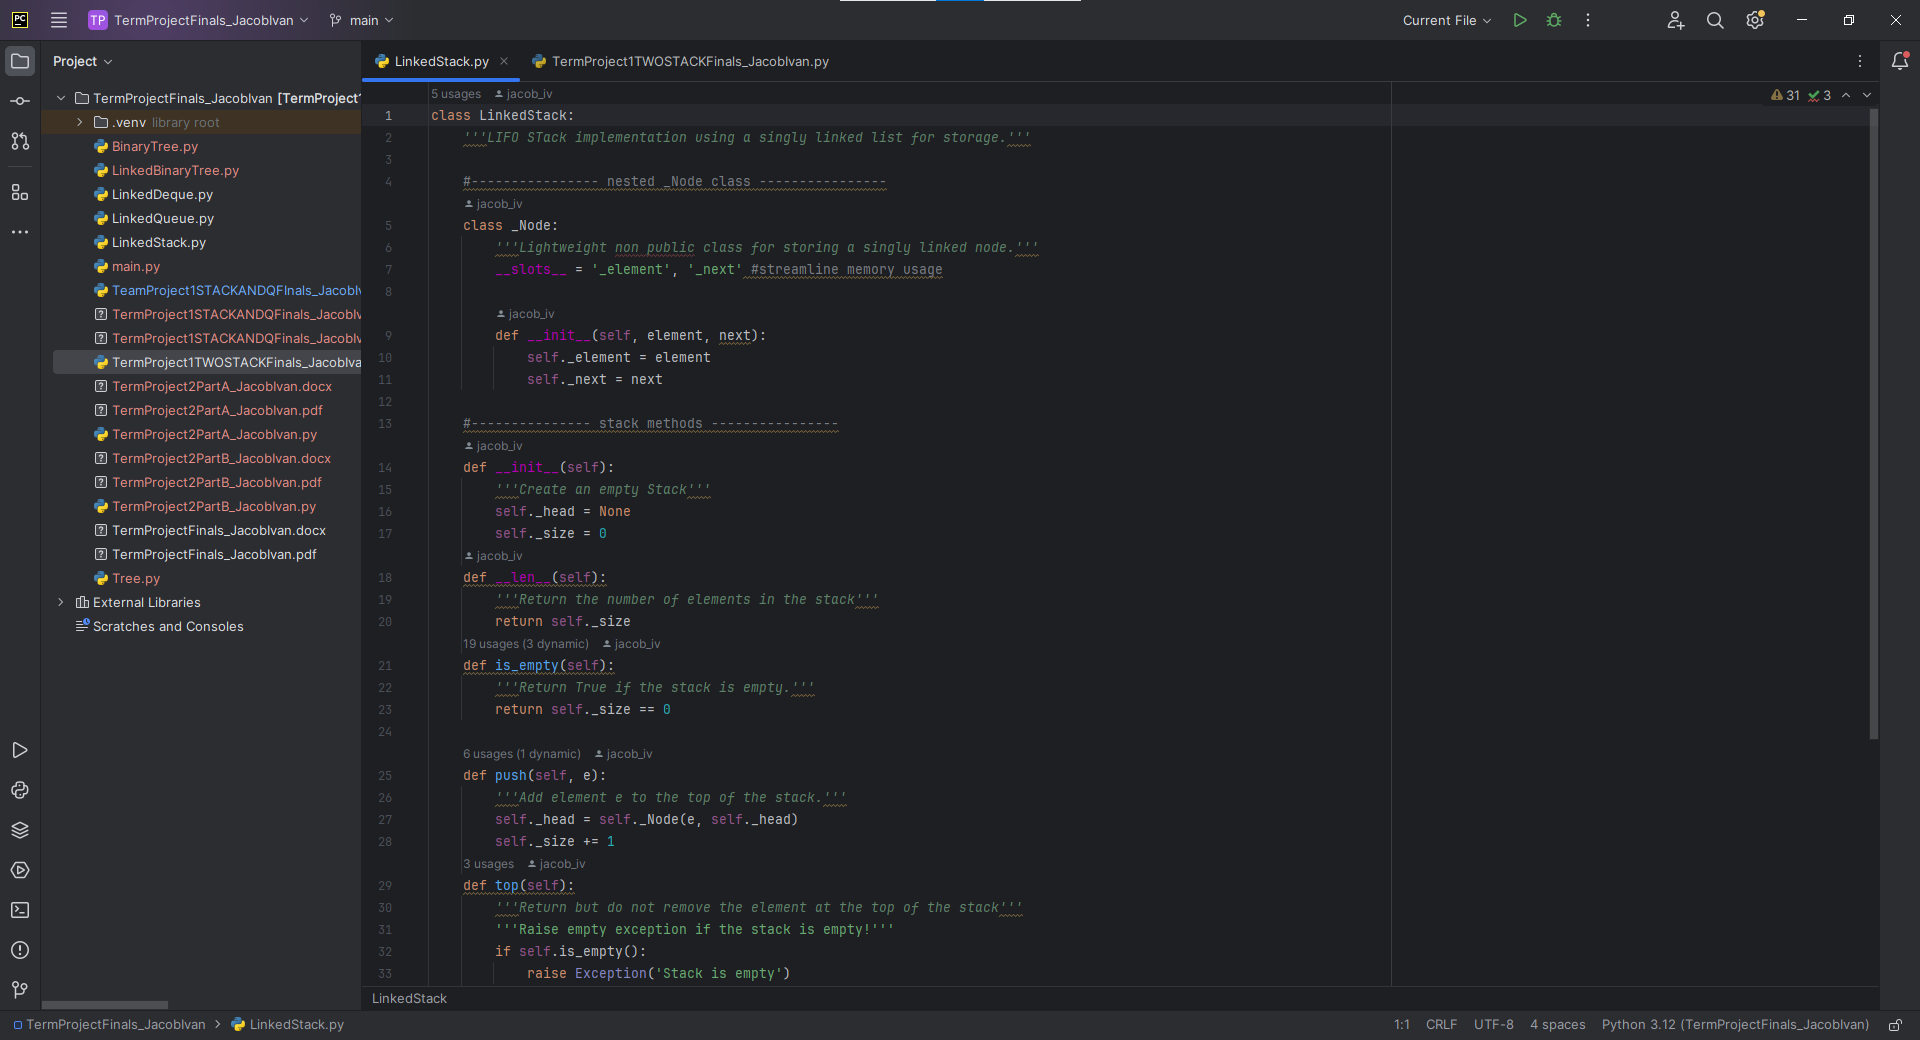 PC TP TermProjectFinals_JacobIvan main Current File
Project
LinkedStack.py TermProject1TWOSTACKFinals_JacobIvan.py
TermProjectFinals_JacobIvan [TermProject1
.venv library root
BinaryTree.py
LinkedBinaryTree.py
LinkedDeque.py
LinkedQueue.py
LinkedStack.py
main.py
TeamProject1STACKANDQFInals_JacobIv
TermProject1STACKANDQFinals_JacobIv
TermProject1STACKANDQFinals_JacobIv
TermProject1TWOSTACKFinals_JacobIva
TermProject2PartA_JacobIvan.docx
TermProject2PartA_JacobIvan.pdf
TermProject2PartA_JacobIvan.py
TermProject2PartB_JacobIvan.docx
TermProject2PartB_JacobIvan.pdf
TermProject2PartB_JacobIvan.py
TermProjectFinals_JacobIvan.docx
TermProjectFinals_JacobIvan.pdf
Tree.py
External Libraries
Scratches and Consoles
5 usages jacob_iv
31 3
1 class LinkedStack:
2 '''LIFO STack implementation using a singly linked list for storage.'''
3
4 #---------------- nested _Node class ----------------
jacob_iv
5 class _Node:
6 '''Lightweight non public class for storing a singly linked node.'''
7 __slots__ = '_element', '_next' #streamline memory usage
8
jacob_iv
9 def __init__(self, element, next):
10 self._element = element
11 self._next = next
12
13 #--------------- stack methods ----------------
jacob_iv
14 def __init__(self):
15 '''Create an empty Stack'''
16 self._head = None
17 self._size = 0
jacob_iv
18 def __len__(self):
19 '''Return the number of elements in the stack'''
20 return self._size
19 usages (3 dynamic) jacob_iv
21 def is_empty(self):
22 '''Return True if the stack is empty.'''
23 return self._size == 0
24
6 usages (1 dynamic) jacob_iv
25 def push(self, e):
26 '''Add element e to the top of the stack.'''
27 self._head = self._Node(e, self._head)
28 self._size += 1
3 usages jacob_iv
29 def top(self):
30 '''Return but do not remove the element at the top of the stack'''
31 '''Raise empty exception if the stack is empty!'''
32 if self.is_empty():
33 raise Exception('Stack is empty')
LinkedStack
TermProjectFinals_JacobIvan LinkedStack.py 1:1 CRLF UTF-8 4 spaces Python 3.12 (TermProjectFinals_JacobIvan)